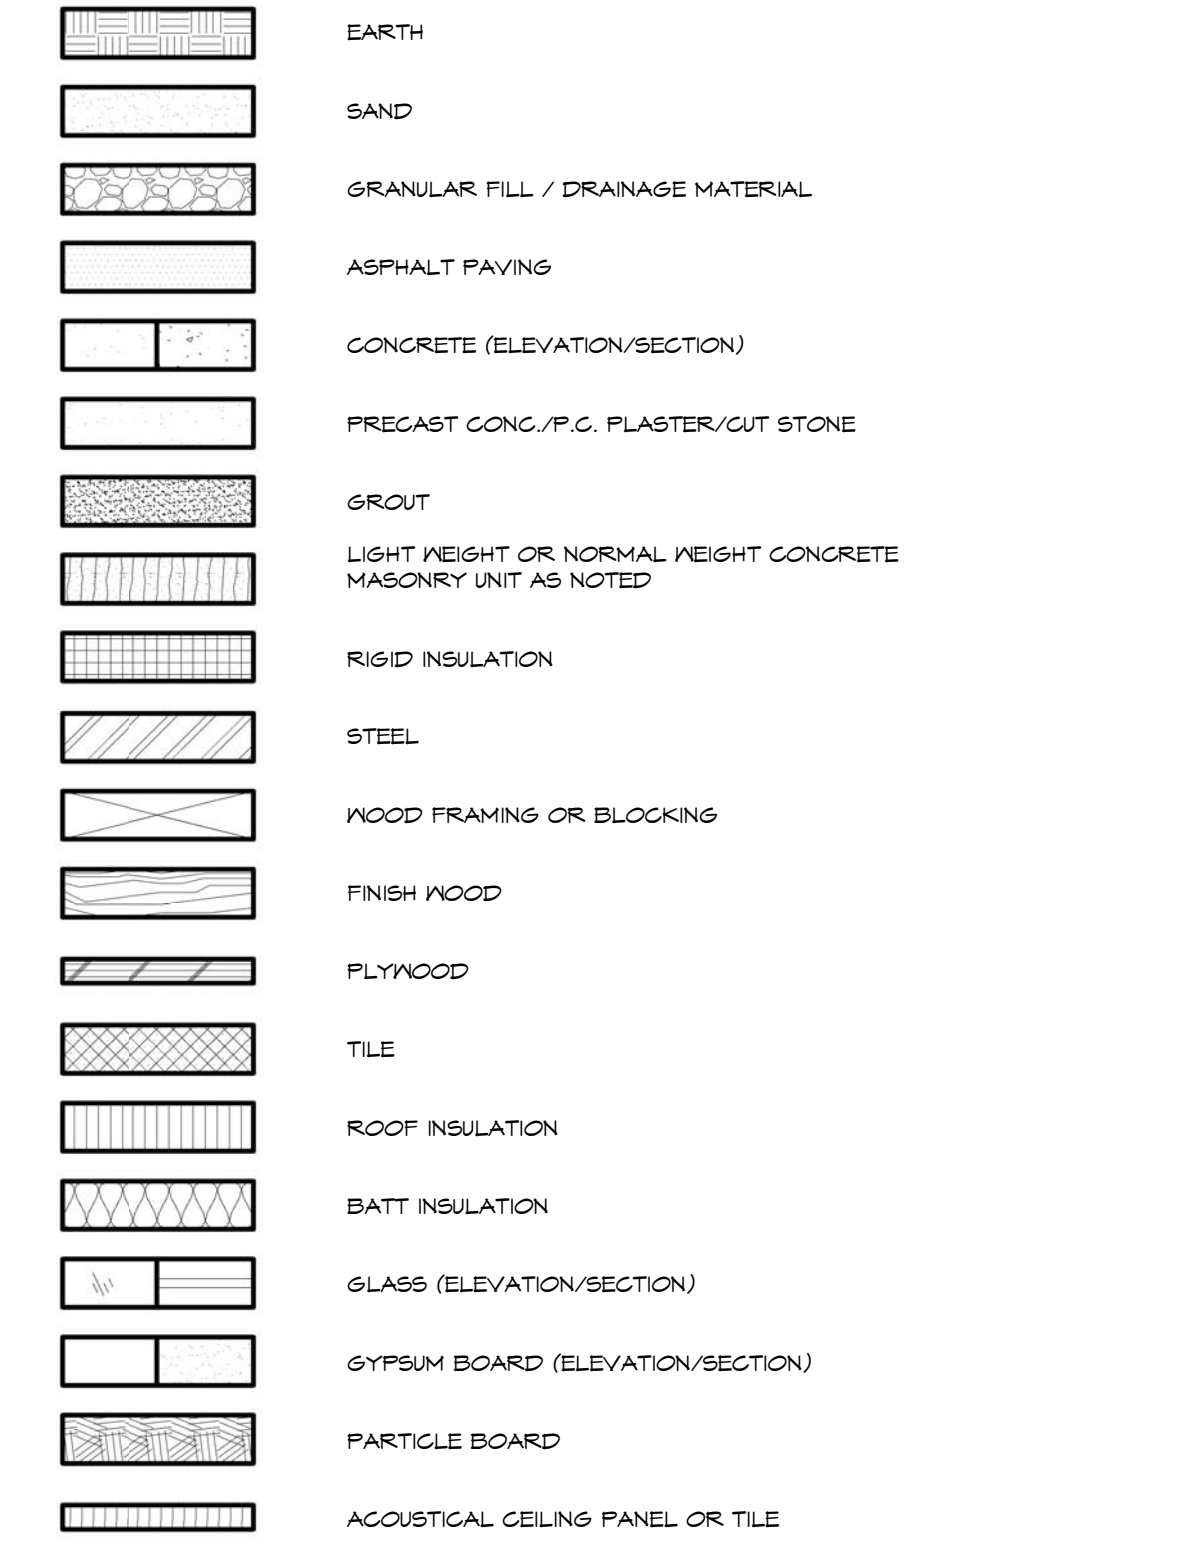 EARTH
SAND
GRANULAR FILL / DRAINAGE MATERIAL
ASPHALT PAVING
CONCRETE (ELEVATION/SECTION)
PRECAST CONC./P.C. PLASTER/CUT STONE
GROUT
LIGHT WEIGHT OR NORMAL WEIGHT CONCRETE
MASONRY UNIT AS NOTED
RIGID INSULATION
STEEL
WOOD FRAMING OR BLOCKING
FINISH WOOD
PLYWOOD
TILE
ROOF INSULATION
BATT INSULATION
GLASS (ELEVATION/SECTION)
GYPSUM BOARD (ELEVATION/SECTION)
PARTICLE BOARD
ACOUSTICAL CEILING PANEL OR TILE